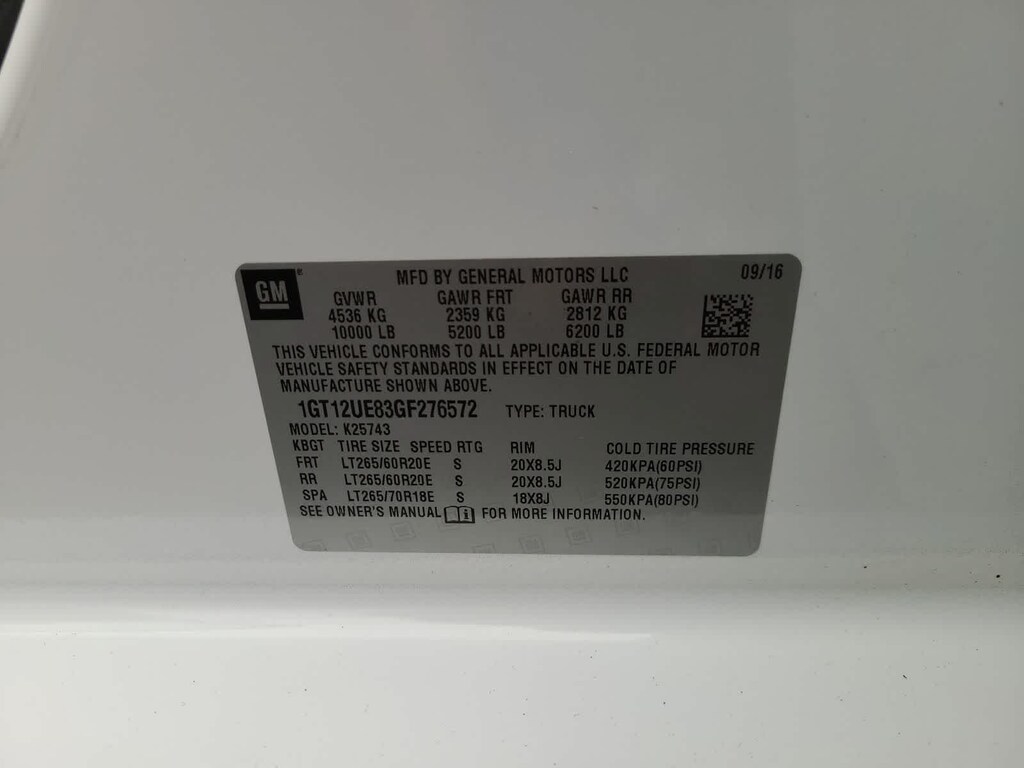 GM ® MFD BY GENERAL MOTORS LLC 09/16
GVWR GAWR FRT GAWR RR
4536 KG 2359 KG 2812 KG
10000 LB 5200 LB 6200 LB
THIS VEHICLE CONFORMS TO ALL APPLICABLE U.S. FEDERAL MOTOR
VEHICLE SAFETY STANDARDS IN EFFECT ON THE DATE OF
MANUFACTURE SHOWN ABOVE.
1GT12UE83GF276572 TYPE: TRUCK
MODEL: K25743
KBGT TIRE SIZE SPEED RTG RIM COLD TIRE PRESSURE
FRT LT265/60R20E S 20X8.5J 420KPA(60PSI)
RR LT265/60R20E S 20X8.5J 520KPA(75PSI)
SPA LT265/70R18E S 18X8J 550KPA(80PSI)
SEE OWNER'S MANUAL i FOR MORE INFORMATION.